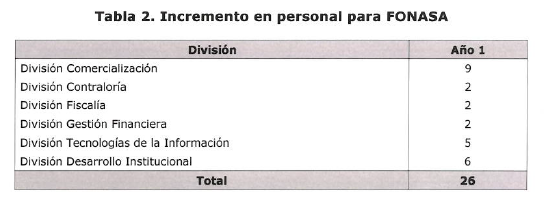 Tabla 2. Incremento en personal para FONASA
División Año 1
División Comercialización 9
División Contraloría 2
División Fiscalía 2
División Gestión Financiera 2
División Tecnologías de la Información 5
División Desarrollo Institucional 6
Total 26